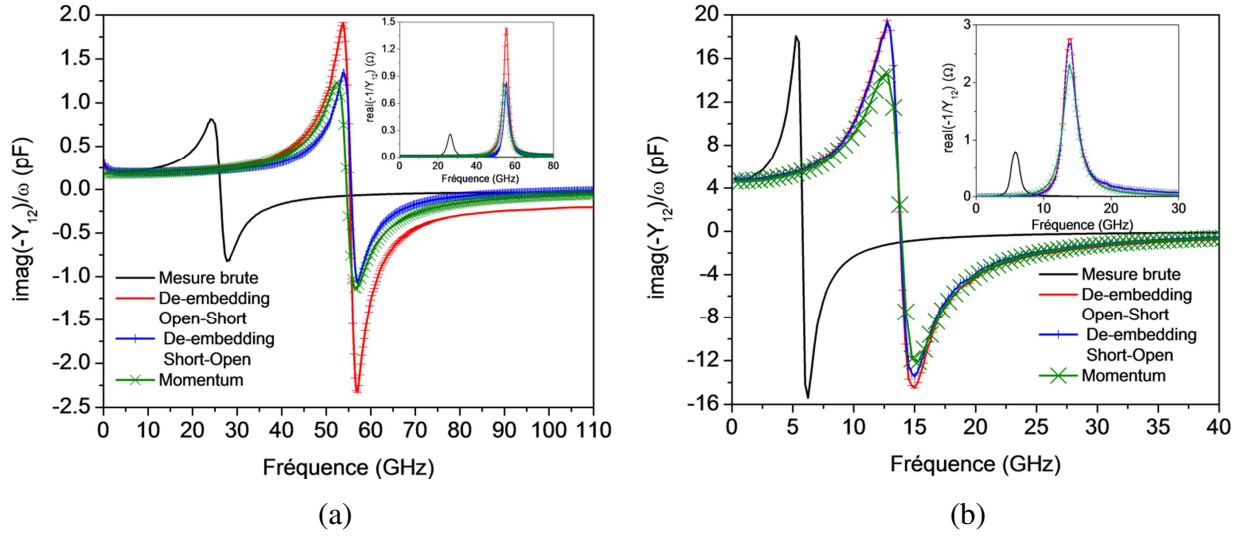 2.0
1.5
1.0
0.5
0.0
-0.5
-1.0
-1.5
-2.0
-2.5
imag(-Y12)/ω (pF)
0 10 20 30 40 50 60 70 80 90 100 110
Fréquence (GHz)
Mesure brute
De-embedding
Open-Short
De-embedding
Short-Open
Momentum
1.5
1.2
0.9
0.6
0.3
0.0
real(-1/Y12) (Ω)
0 20 40 60 80
Fréquence (GHz)
(a)
20
16
12
8
4
0
-4
-8
-12
-16
imag(-Y12)/ω (pF)
0 5 10 15 20 25 30 35 40
Fréquence (GHz)
Mesure brute
De-embedding
Open-Short
De-embedding
Short-Open
Momentum
3
2
1
0
real(-1/Y12) (Ω)
0 10 20 30
Fréquence (GHz)
(b)